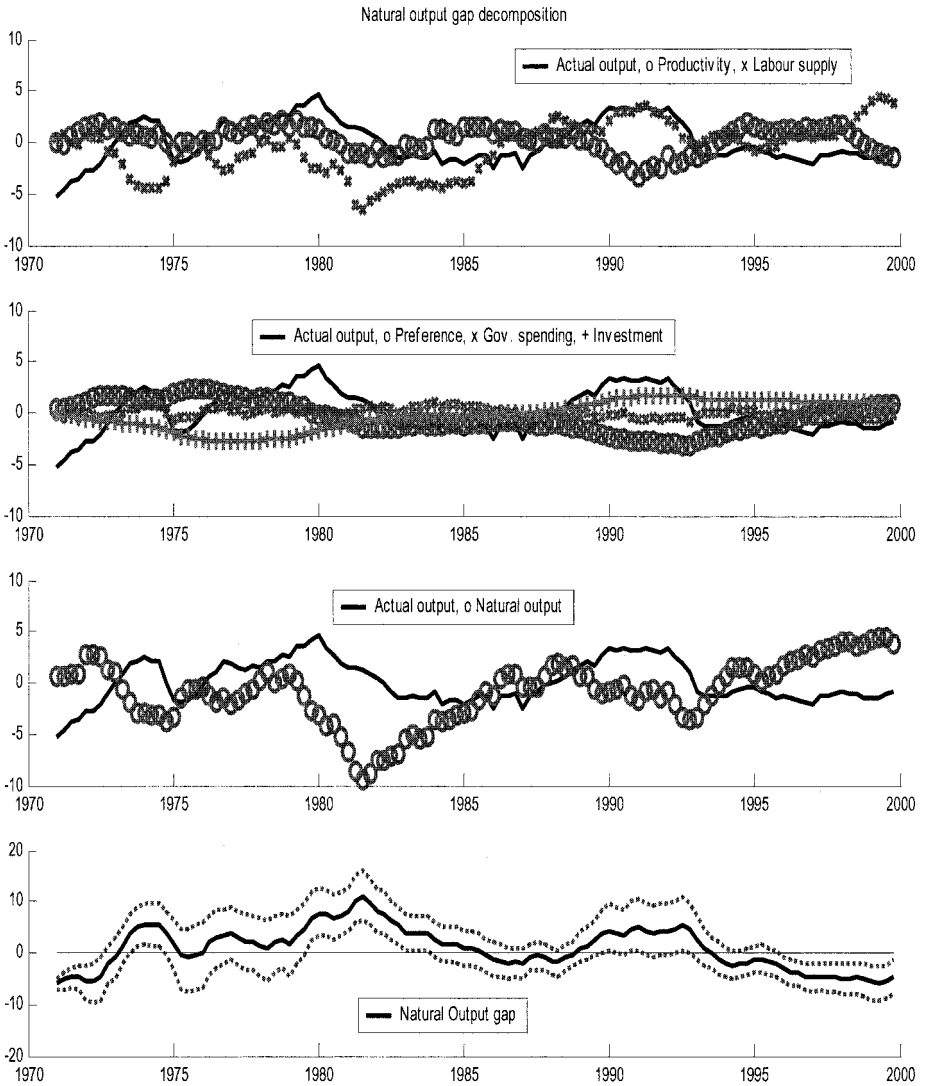 Natural output gap decomposition
10
Actual output, o Productivity, x Labour supply
5
0
-5
-10
1970 1975 1980 1985 1990 1995 2000
10
Actual output, o Preference, x Gov. spending, + Investment
5
0
-5
-10
1970 1975 1980 1985 1990 1995 2000
10
Actual output, o Natural output
5
0
-5
-10
1970 1975 1980 1985 1990 1995 2000
20
10
0
-10
Natural Output gap
-20
1970 1975 1980 1985 1990 1995 2000